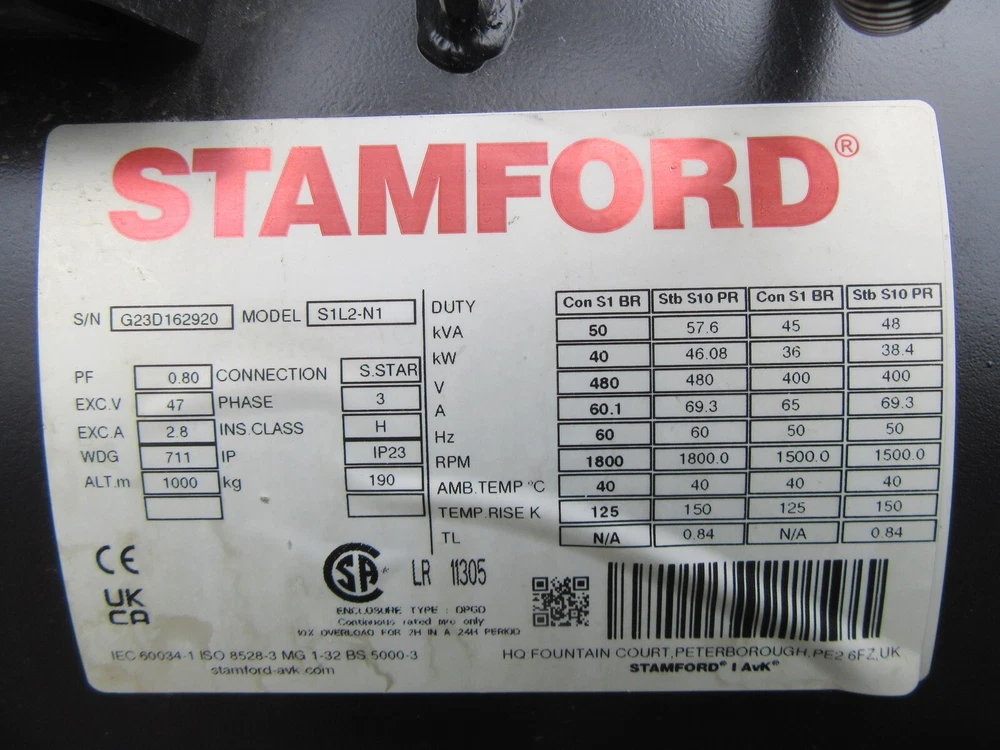 STAMFORD®
S/N G23D162920 MODEL S1L2-N1
PF 0.80 CONNECTION S.STAR
EXC.V 47 PHASE 3
EXC.A 2.8 INS.CLASS H
WDG 711 IP IP23
ALT.m 1000 kg 190
DUTY Con S1 BR Stb S10 PR Con S1 BR Stb S10 PR
kVA 50 57.6 45 48
kW 40 46.08 36 38.4
V 480 480 400 400
A 60.1 69.3 65 69.3
Hz 60 60 50 50
RPM 1800 1800.0 1500.0 1500.0
AMB.TEMP °C 40 40 40 40
TEMP.RISE K 125 150 125 150
TL N/A 0.84 N/A 0.84
CE
UK
CA
SA ® LR 11305
ENCLOSURE TYPE : DPGD
Continuous rated only
10% OVERLOAD FOR 2H IN A 24H PERIOD
IEC 60034-1 ISO 8528-3 MG 1-32 BS 5000-3
stamford-avk.com
HQ FOUNTAIN COURT, PETERBOROUGH, PE2 6FZ, UK
STAMFORD® I AvK®